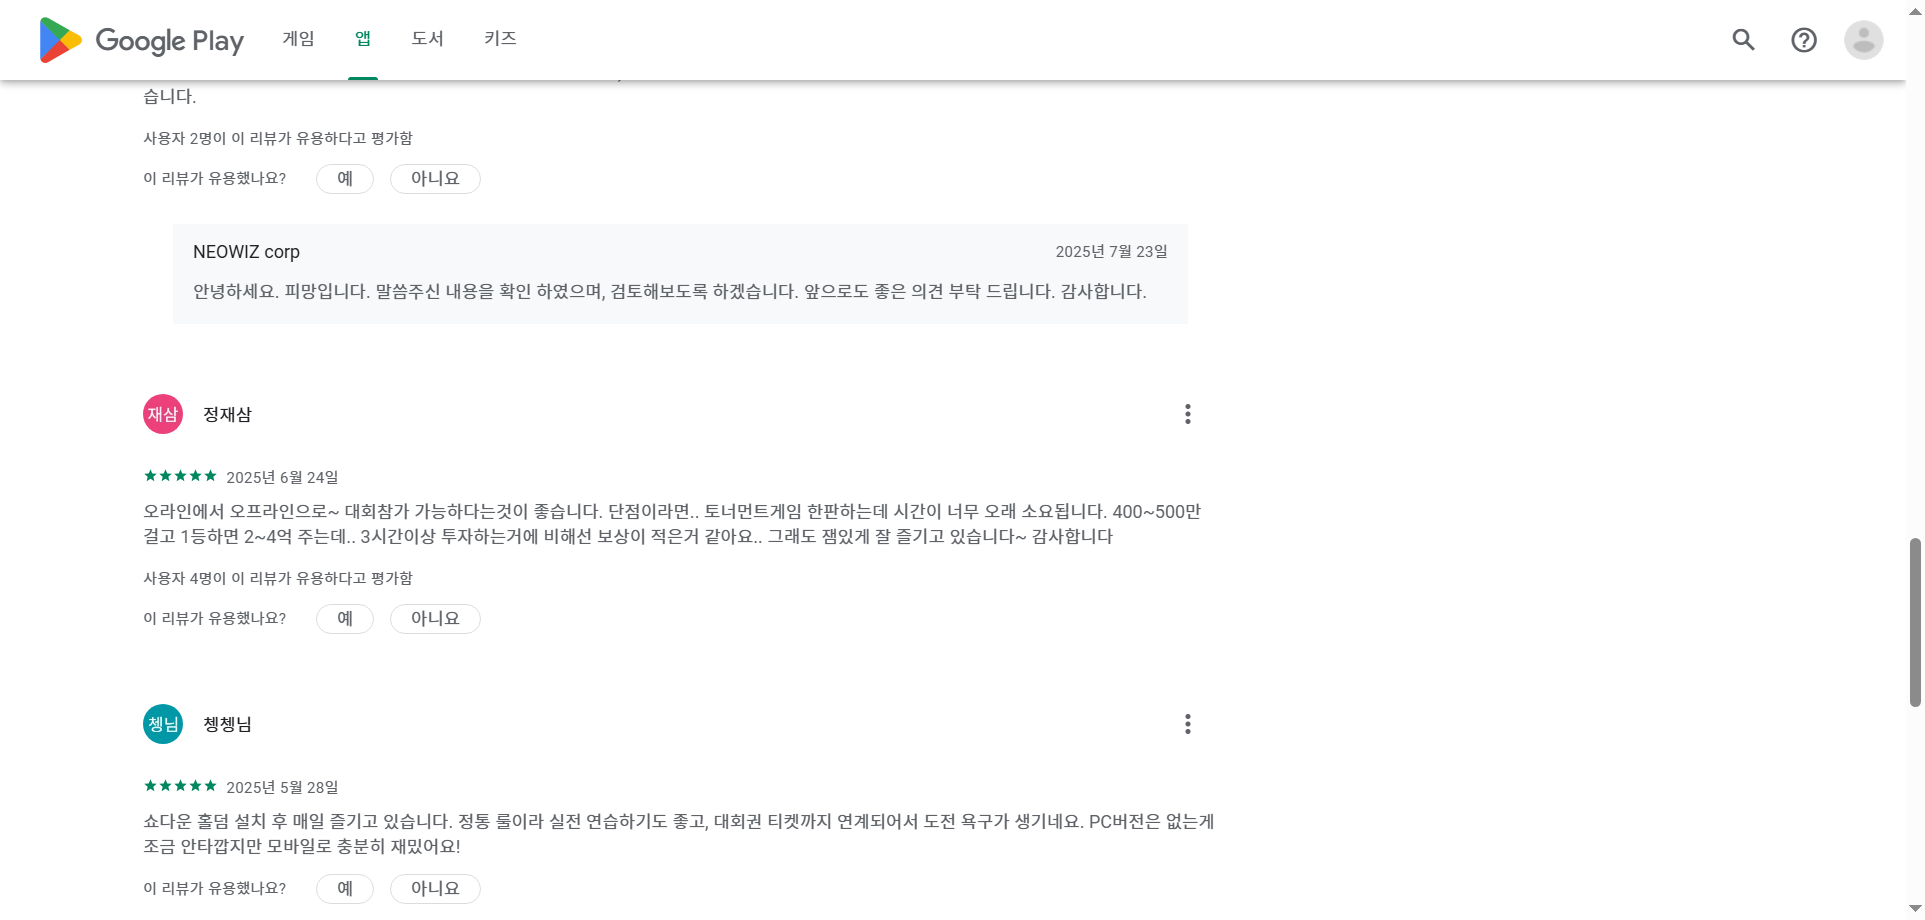 Google Play 게임 앱 도서 키즈
습니다.
사용자 2명이 이 리뷰가 유용하다고 평가함
이 리뷰가 유용했나요? 예 아니요
NEOWIZ corp 2025년 7월 23일
안녕하세요. 피망입니다. 말씀주신 내용을 확인 하였으며, 검토해보도록 하겠습니다. 앞으로도 좋은 의견 부탁 드립니다. 감사합니다.
재삼 정재삼
2025년 6월 24일
오라인에서 오프라인으로~ 대회참가 가능하다는것이 좋습니다. 단점이라면.. 토너먼트게임 한판하는데 시간이 너무 오래 소요됩니다. 400~500만
걸고 1등하면 2~4억 주는데.. 3시간이상 투자하는거에 비해선 보상이 적은거 같아요.. 그래도 잼있게 잘 즐기고 있습니다~ 감사합니다
사용자 4명이 이 리뷰가 유용하다고 평가함
이 리뷰가 유용했나요? 예 아니요
쳉님 쳉쳉님
2025년 5월 28일
쇼다운 홀덤 설치 후 매일 즐기고 있습니다. 정통 룰이라 실전 연습하기도 좋고, 대회권 티켓까지 연계되어서 도전 욕구가 생기네요. PC버전은 없는게
조금 안타깝지만 모바일로 충분히 재밌어요!
이 리뷰가 유용했나요? 예 아니요